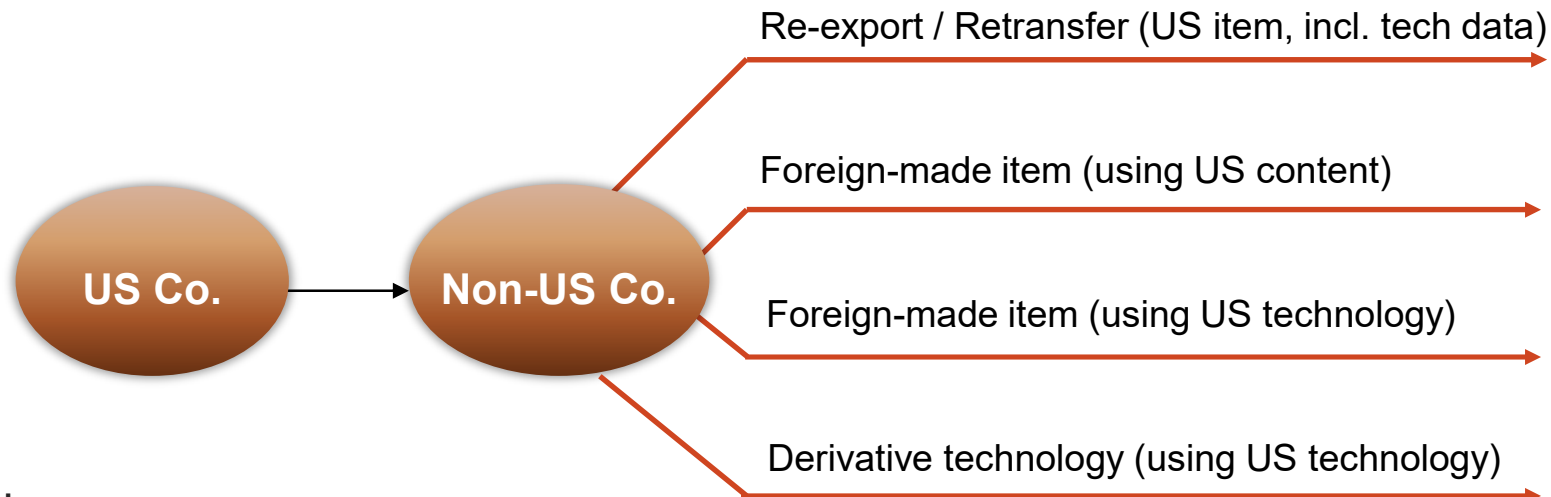 Re-export / Retransfer (US item, incl. tech data)
Foreign-made item (using US content)
US Co.
Non-US Co.
Foreign-made item (using US technology)
Derivative technology (using US technology)
.